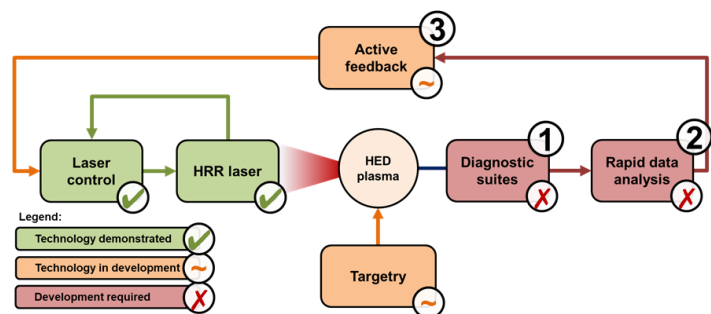 3
Active
feedback
~
Laser
control
✓
HRR laser
✓
HED
plasma
1
Diagnostic
suites
✗
2
Rapid data
analysis
✗
Legend:
Technology demonstrated ✓
Technology in development ~
Development required ✗
Targetry
~